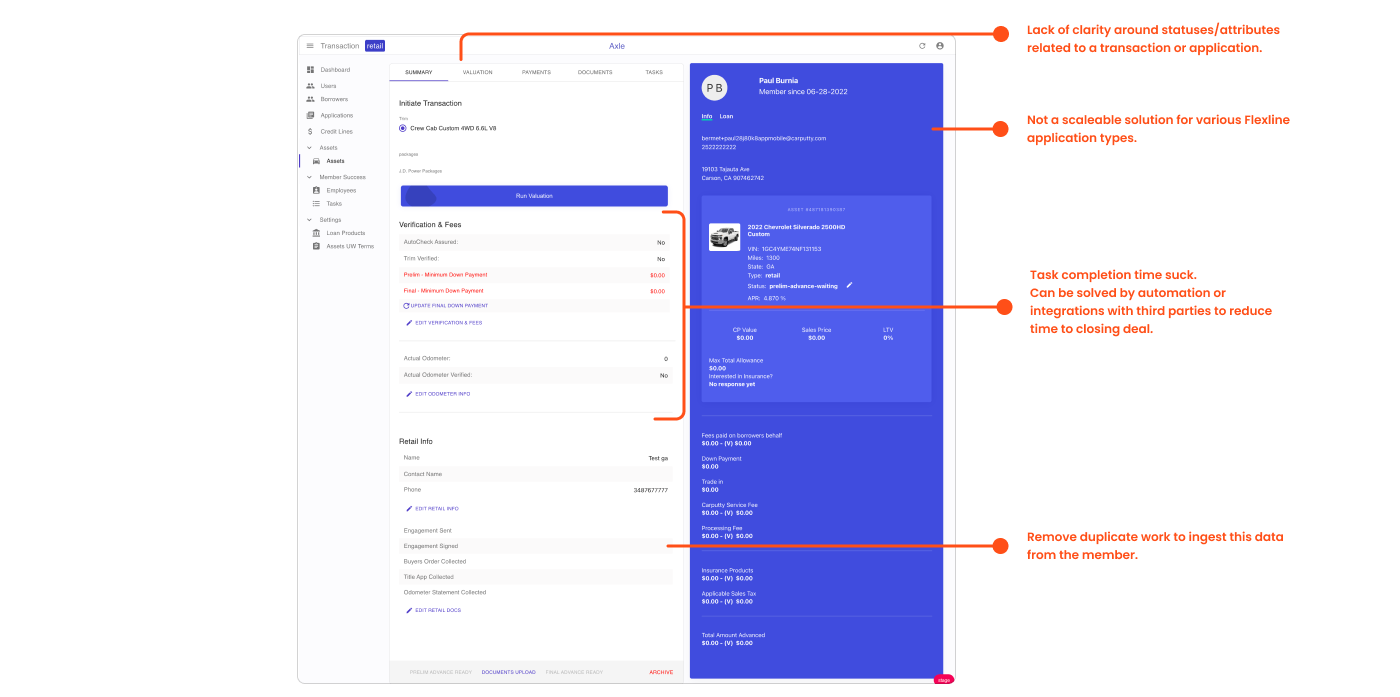 Transaction retail
Axle
Dashboard
Users
Borrowers
Applications
Credit Lines
Assets
Assets
Member Success
Employees
Tasks
Settings
Loan Products
Assets UW Terms
SUMMARY VALUATION PAYMENTS DOCUMENTS TASKS
Initiate Transaction
Trim
Crew Cab Custom 4WD 6.6L V8
packages
J.D. Power Packages
Run Valuation
Verification & Fees
AutoCheck Assured: No
Trim Verified: No
Prelim - Minimum Down Payment $0.00
Final - Minimum Down Payment $0.00
UPDATE FINAL DOWN PAYMENT
EDIT VERIFICATION & FEES
Actual Odometer: 0
Actual Odometer Verified: No
EDIT ODOMETER INFO
Retail Info
Name Test ga
Contact Name
Phone 3487677777
EDIT RETAIL INFO
Engagement Sent
Engagement Signed
Buyers Order Collected
Title App Collected
Odometer Statement Collected
EDIT RETAIL DOCS
PRELIM ADVANCE READY DOCUMENTS UPLOAD FINAL ADVANCE READY ARCHIVE
PB
Paul Burnia
Member since 06-28-2022
Info Loan
bermet+paul28j80k8appmobile@carputty.com
2522222222
19103 Tajauta Ave
Carson, CA 907462742
2022 Chevrolet Silverado 2500HD
Custom
VIN: 1GC4YME74NF131153
Miles: 1300
State: GA
Type: retail
Status: prelim-advance-waiting
APR: 4.870 %
CP Value Sales Price LTV
$0.00 $0.00 0%
Max Total Allowance
$0.00
Interested in Insurance?
No response yet
Fees paid on borrowers behalf
$0.00 - (V) $0.00
Down Payment
$0.00
Trade in
$0.00
Carputty Service Fee
$0.00 - (V) $0.00
Processing Fee
$0.00 - (V) $0.00
Insurance Products
$0.00 - (V) $0.00
Applicable Sales Tax
$0.00 - (V) $0.00
Total Amount Advanced
$0.00 - (V) $0.00
stage
Lack of clarity around statuses/attributes
related to a transaction or application.
Not a scaleable solution for various Flexline
application types.
Task completion time suck.
Can be solved by automation or
integrations with third parties to reduce
time to closing deal.
Remove duplicate work to ingest this data
from the member.